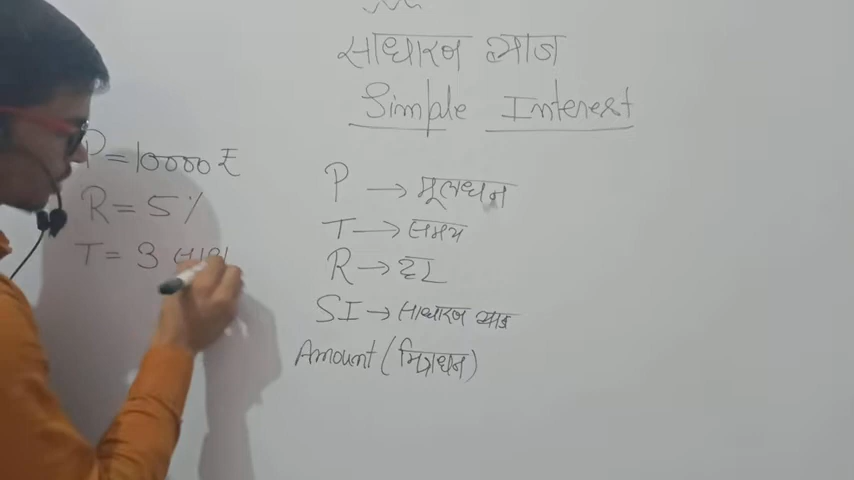 साधारण ब्याज
Simple Interest
P = 10000 ₹
R = 5 %
T = 3
P → मूलधन
T → समय
R → दर
SI → साधारण ब्याज
Amount (मिश्रधन)